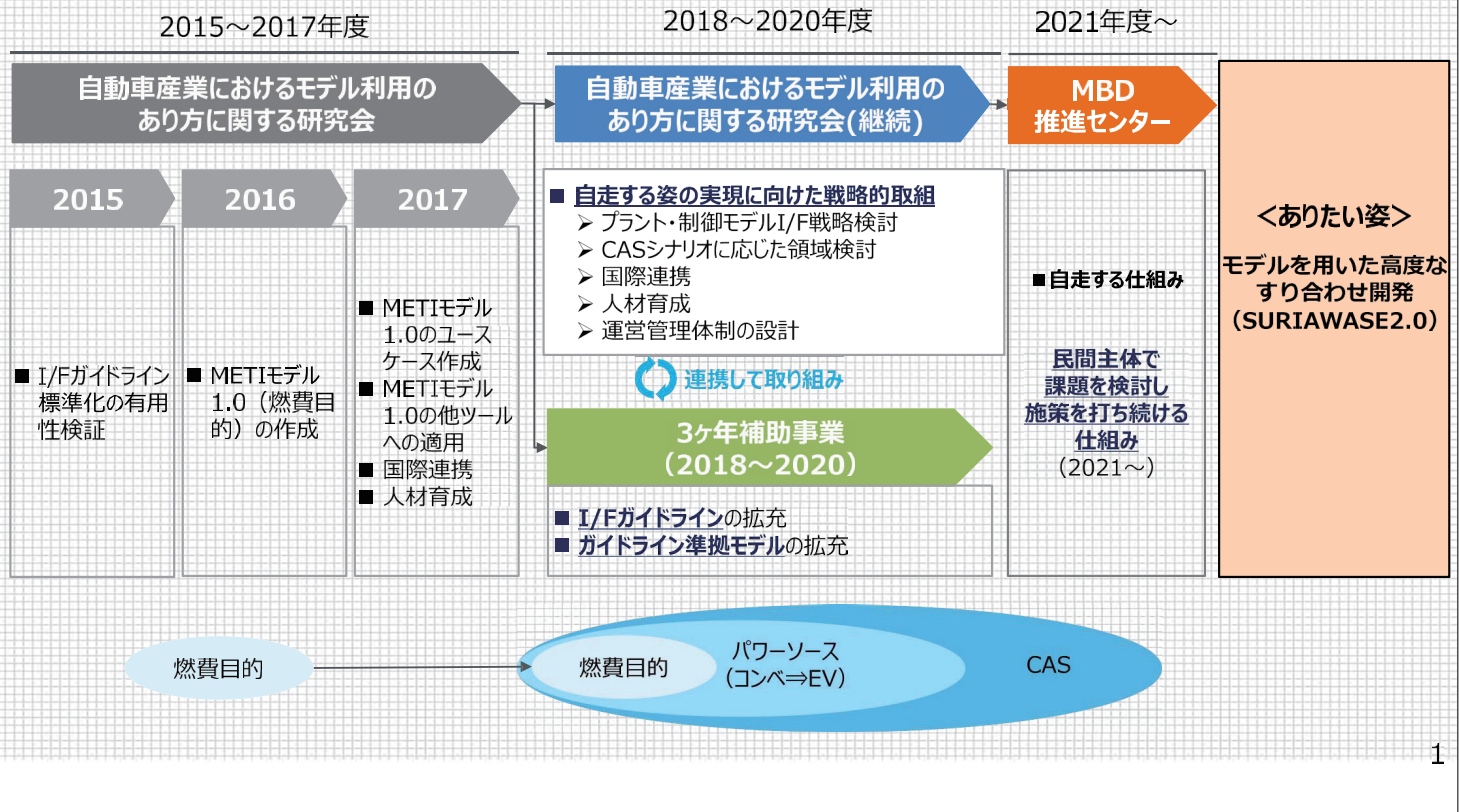 2015～2017年度
2018～2020年度
2021年度～
自動車産業におけるモデル利用の
あり方に関する研究会
自動車産業におけるモデル利用の
あり方に関する研究会(継続)
MBD
推進センター
2015
2016
2017
■ I/Fガイドライン
標準化の有用
性検証
■ METIモデル
1.0（燃費目
的）の作成
■ METIモデル
1.0のユース
ケース作成
■ METIモデル
1.0の他ツール
への適用
■ 国際連携
■ 人材育成
■ 自走する姿の実現に向けた戦略的取組
➢ プラント・制御モデルI/F戦略検討
➢ CASシナリオに応じた領域検討
➢ 国際連携
➢ 人材育成
➢ 運営管理体制の設計
連携して取り組み
3ヶ年補助事業
（2018～2020）
■ I/Fガイドラインの拡充
■ ガイドライン準拠モデルの拡充
■自走する仕組み
民間主体で
課題を検討し
施策を打ち続ける
仕組み
（2021～）
＜ありたい姿＞
モデルを用いた高度な
すり合わせ開発
（SURIAWASE2.0）
燃費目的
燃費目的
パワーソース
（コンベ⇒EV）
CAS
1